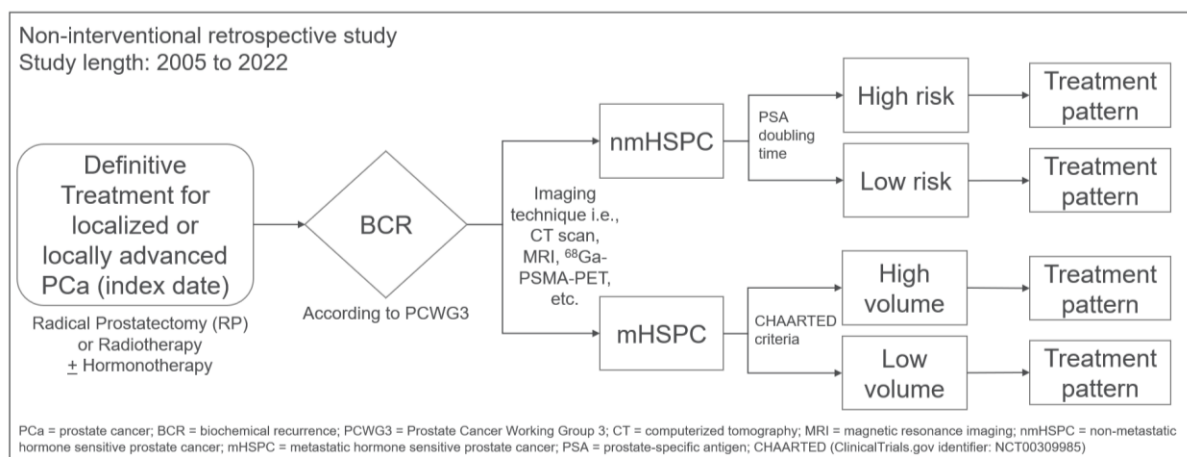 Non-interventional retrospective study
Study length: 2005 to 2022
Definitive
Treatment for
localized or
locally advanced
PCa (index date)
Radical Prostatectomy (RP)
or Radiotherapy
+ Hormonotherapy
BCR
According to PCWG3
Imaging
technique i.e.,
CT scan,
MRI, ⁶⁸Ga-
PSMA-PET,
etc.
nmHSPC
PSA
doubling
time
High risk
Treatment
pattern
Low risk
Treatment
pattern
mHSPC
CHAARTED
criteria
High
volume
Treatment
pattern
Low
volume
Treatment
pattern
PCa = prostate cancer; BCR = biochemical recurrence; PCWG3 = Prostate Cancer Working Group 3; CT = computerized tomography; MRI = magnetic resonance imaging; nmHSPC = non-metastatic
hormone sensitive prostate cancer; mHSPC = metastatic hormone sensitive prostate cancer; PSA = prostate-specific antigen; CHAARTED (ClinicalTrials.gov identifier: NCT00309985)